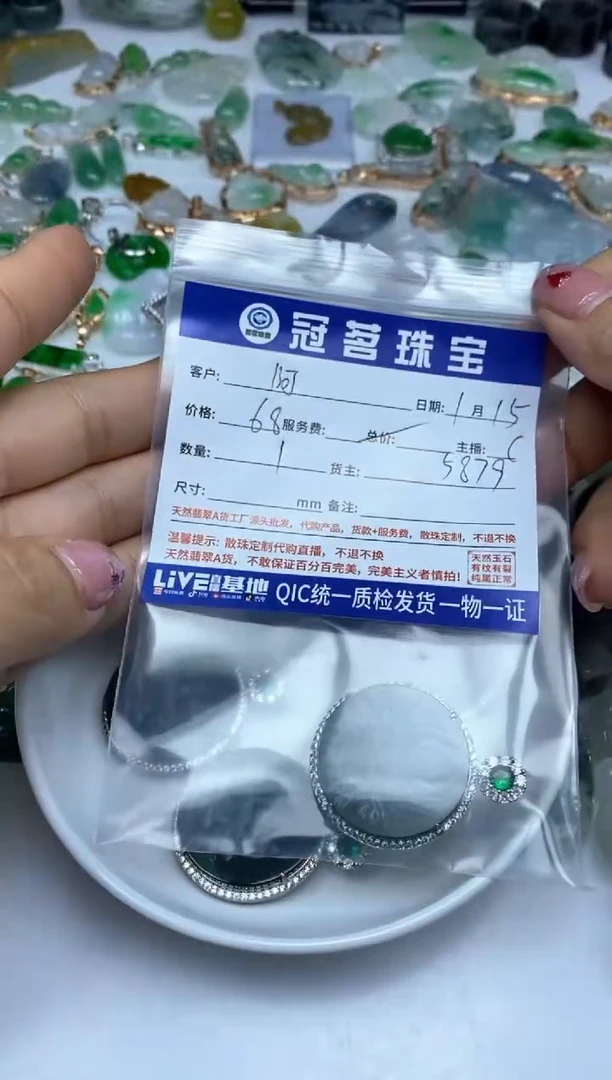 冠茗珠宝
客户: 阿 日期: 1月15
价格: 68 服务费: 总价: 主播:
数量: 1 货主: 5879
尺寸: mm 备注:
天然翡翠A货工厂源头批发，代购产品，货款+服务费，散珠定制，不退不换
温馨提示: 散珠定制代购直播，不退不换
天然翡翠A货，不敢保证百分百完美，完美主义者慎拍!
天然玉石
有纹有裂
纯属正常
LIVE直播基地 QIC统一质检发货 一物一证